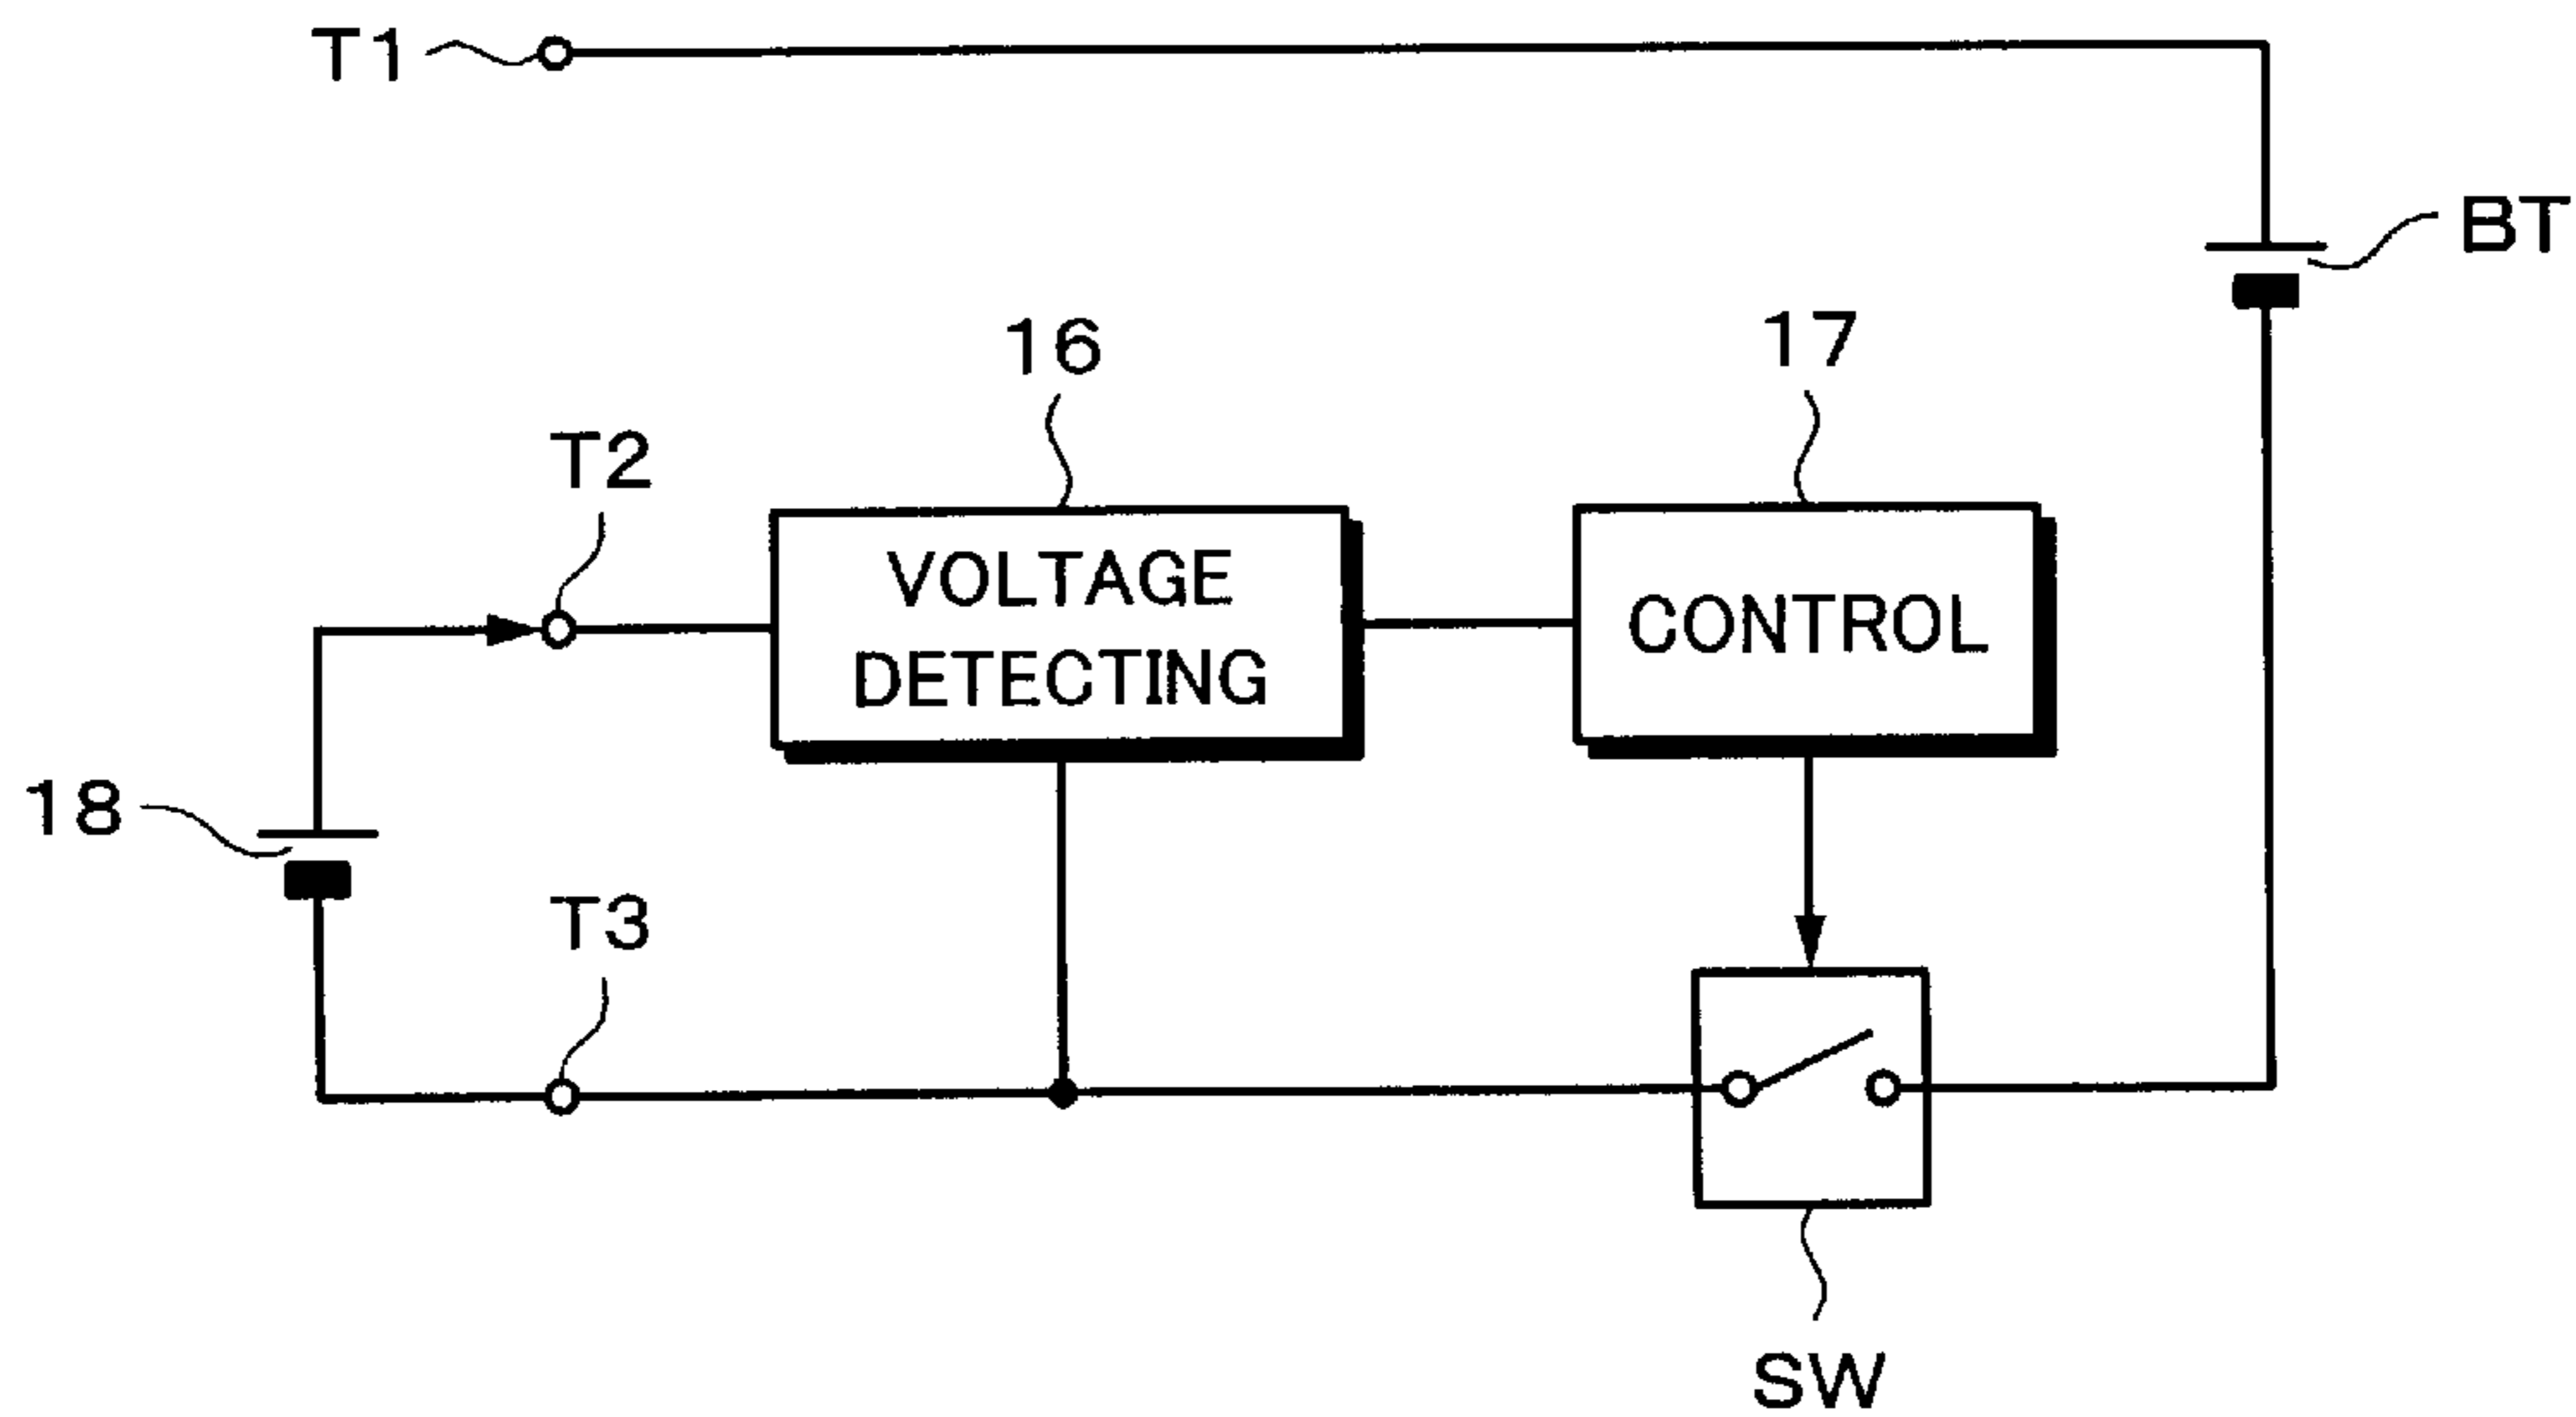 T1
BT
16
17
T2
VOLTAGE
DETECTING
CONTROL
18
T3
SW